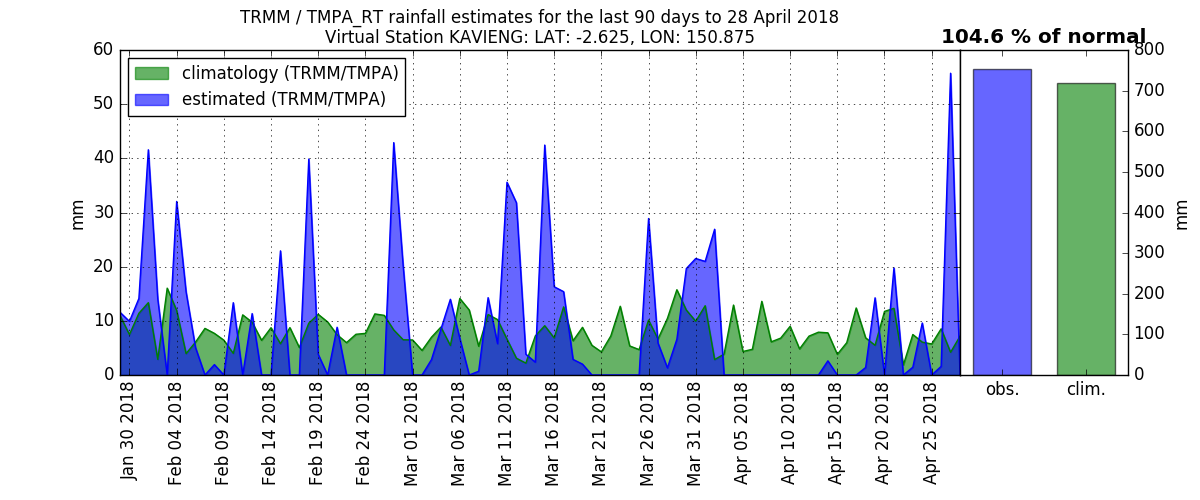 TRMM / TMPA_RT rainfall estimates for the last 90 days to 28 April 2018
Virtual Station KAVIENG: LAT: -2.625, LON: 150.875
104.6 % of normal
climatology (TRMM/TMPA)
estimated (TRMM/TMPA)
60
50
40
30
20
10
0
mm
800
700
600
500
400
300
200
100
0
mm
Jan 30 2018
Feb 04 2018
Feb 09 2018
Feb 14 2018
Feb 19 2018
Feb 24 2018
Mar 01 2018
Mar 06 2018
Mar 11 2018
Mar 16 2018
Mar 21 2018
Mar 26 2018
Mar 31 2018
Apr 05 2018
Apr 10 2018
Apr 15 2018
Apr 20 2018
Apr 25 2018
obs.
clim.